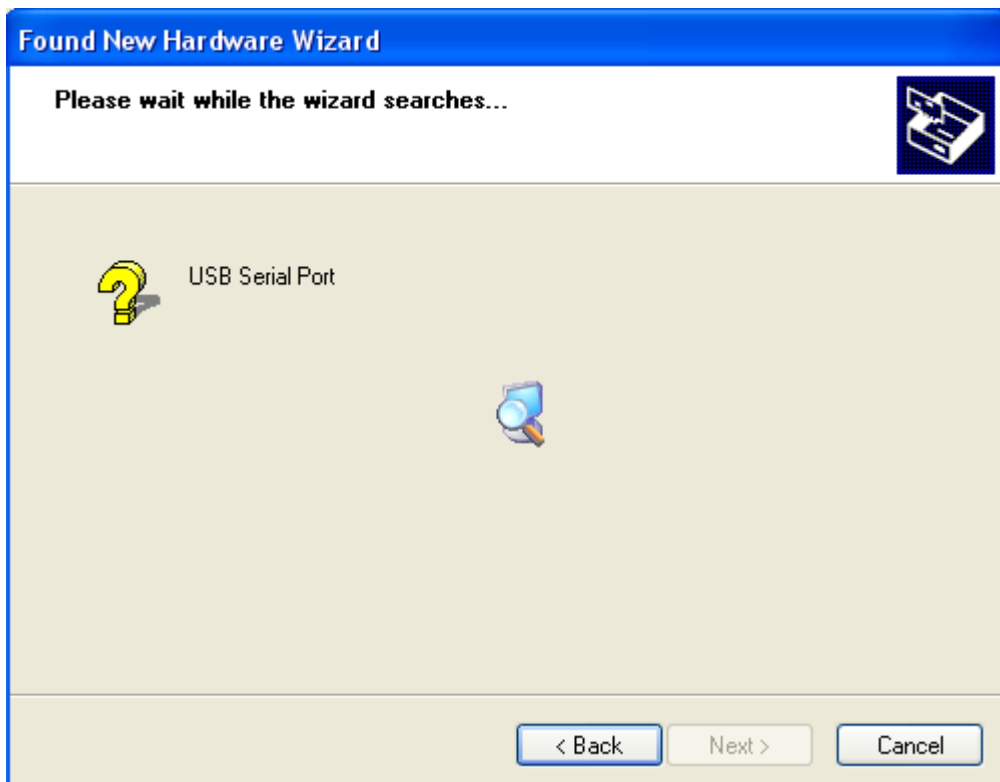 Found New Hardware Wizard
Please wait while the wizard searches...
USB Serial Port
< Back
Next >
Cancel